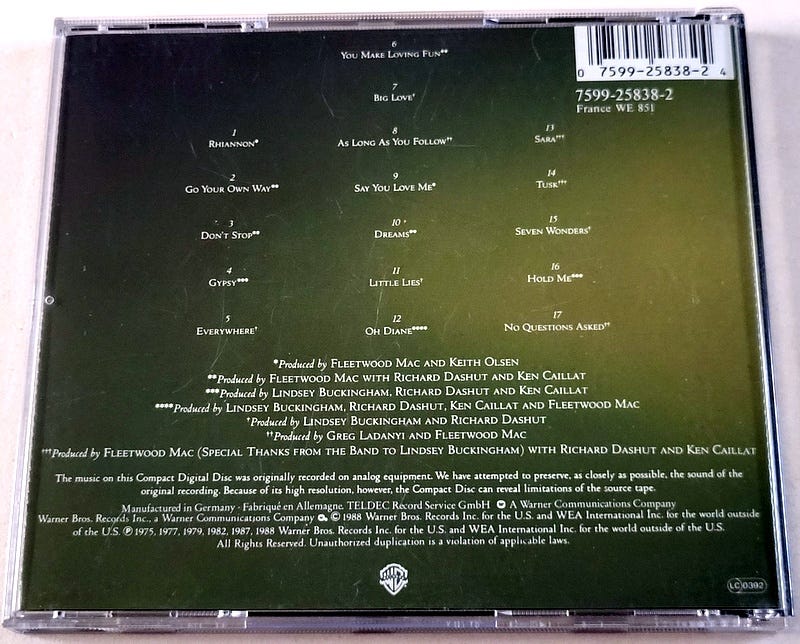 6
You Make Loving Fun**
7
Big Love†
1
Rhiannon*
2
Go Your Own Way**
3
Don't Stop**
4
Gypsy***
5
Everywhere†
8
As Long As You Follow††
9
Say You Love Me*
10
Dreams**
11
Little Lies†
12
Oh Diane****
13
Sara†††
14
Tusk†††
15
Seven Wonders†
16
Hold Me***
17
No Questions Asked††
0 7599-25838-2 4
7599-25838-2
France WE 851
*Produced by Fleetwood Mac and Keith Olsen
**Produced by Fleetwood Mac with Richard Dashut and Ken Caillat
***Produced by Lindsey Buckingham, Richard Dashut and Ken Caillat
****Produced by Lindsey Buckingham, Richard Dashut, Ken Caillat and Fleetwood Mac
†Produced by Lindsey Buckingham and Richard Dashut
††Produced by Greg Ladanyi and Fleetwood Mac
†††Produced by Fleetwood Mac (Special Thanks from the Band to Lindsey Buckingham) with Richard Dashut and Ken Caillat
The music on this Compact Digital Disc was originally recorded on analog equipment. We have attempted to preserve, as closely as possible, the sound of the
original recording. Because of its high resolution, however, the Compact Disc can reveal limitations of the source tape.
Manufactured in Germany · Fabriqué en Allemagne. TELDEC Record Service GmbH A Warner Communications Company
Warner Bros. Records Inc., a Warner Communications Company © 1988 Warner Bros. Records Inc. for the U.S. and WEA International Inc. for the world outside
of the U.S. ℗ 1975, 1977, 1979, 1982, 1987, 1988 Warner Bros. Records Inc. for the U.S. and WEA International Inc. for the world outside of the U.S.
All Rights Reserved. Unauthorized duplication is a violation of applicable laws.
LC 0392